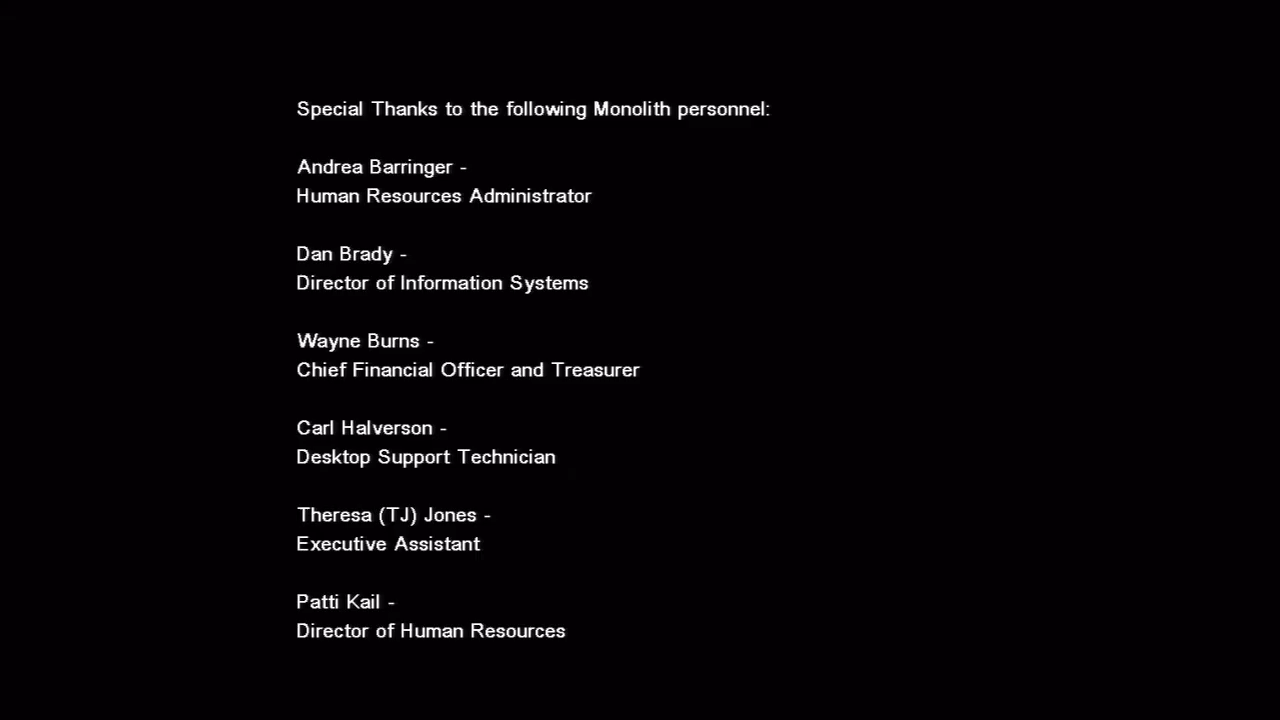 Special Thanks to the following Monolith personnel:
Andrea Barringer -
Human Resources Administrator
Dan Brady -
Director of Information Systems
Wayne Burns -
Chief Financial Officer and Treasurer
Carl Halverson -
Desktop Support Technician
Theresa (TJ) Jones -
Executive Assistant
Patti Kail -
Director of Human Resources